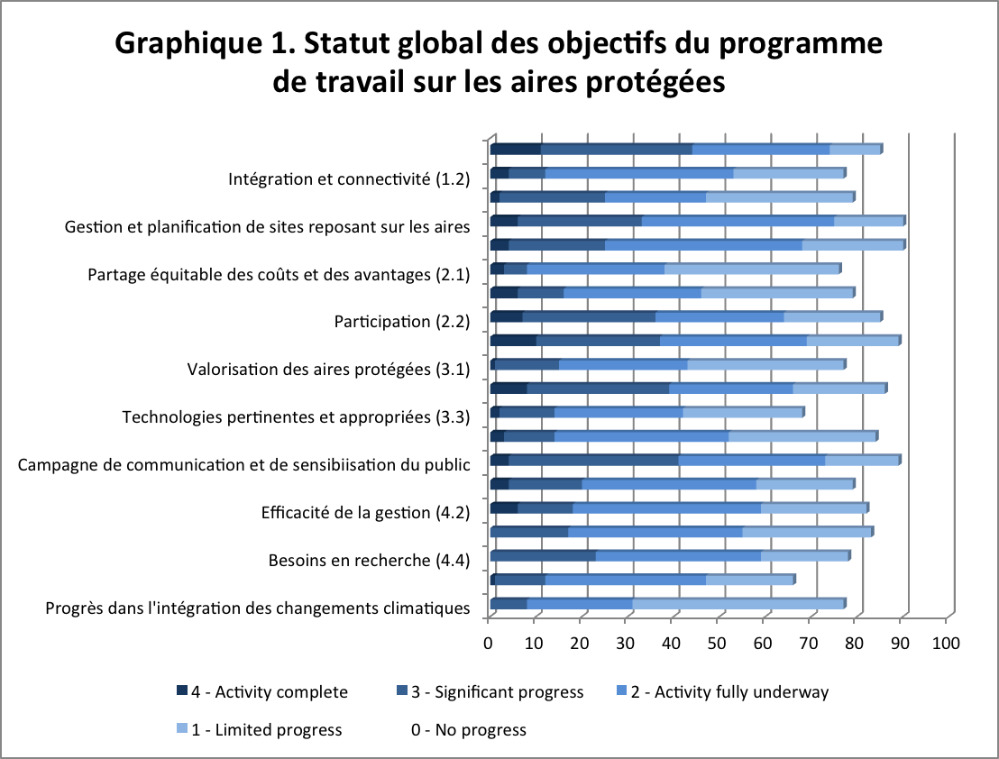 Graphique 1. Statut global des objectifs du programme
de travail sur les aires protégées
Intégration et connectivité (1.2)
Gestion et planification de sites reposant sur les aires
Partage équitable des coûts et des avantages (2.1)
Participation (2.2)
Valorisation des aires protégées (3.1)
Technologies pertinentes et appropriées (3.3)
Campagne de communication et de sensibiisation du public
Efficacité de la gestion (4.2)
Besoins en recherche (4.4)
Progrès dans l'intégration des changements climatiques
0 10 20 30 40 50 60 70 80 90 100
4 - Activity complete 3 - Significant progress 2 - Activity fully underway
1 - Limited progress 0 - No progress